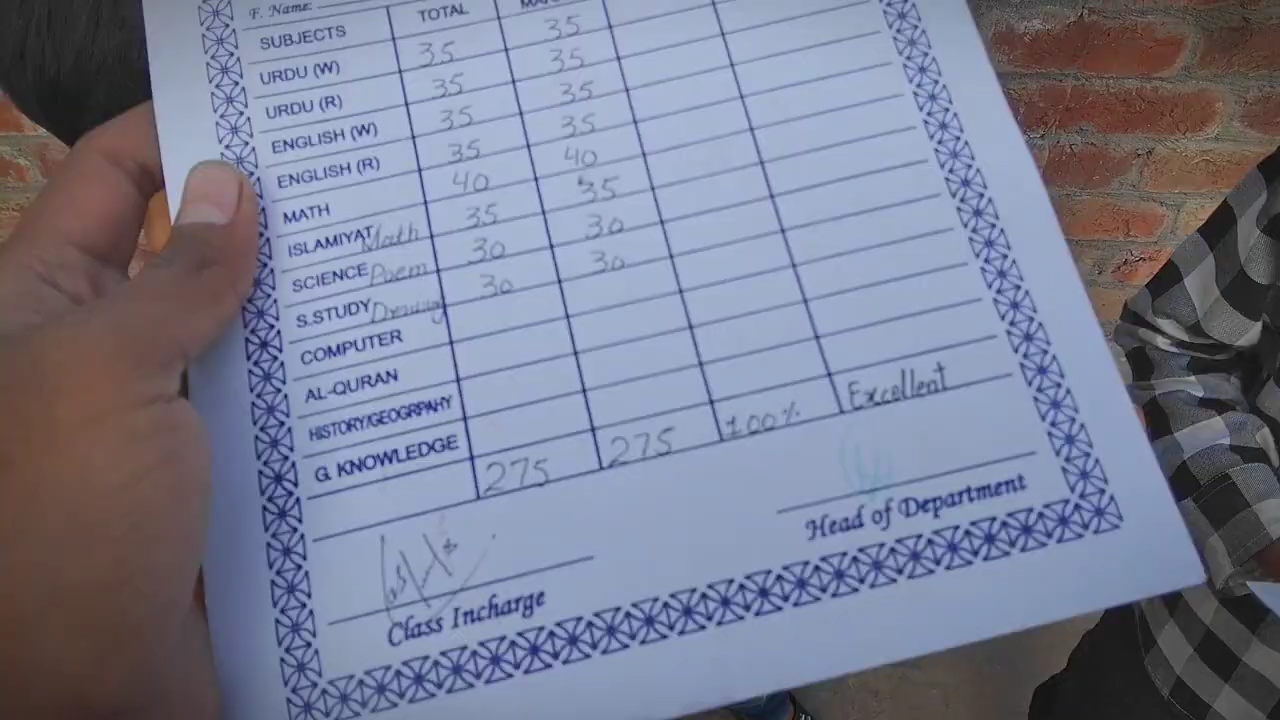 F. Name:
SUBJECTS TOTAL
URDU (W) 35 35
URDU (R) 35 35
ENGLISH (W) 35 35
ENGLISH (R) 35 35
MATH 40 40
ISLAMIYAT Math 35 35
SCIENCE Poem 30 30
S.STUDY Drawing 30 30
COMPUTER
AL-QURAN
HISTORY/GEOGRPAHY
G. KNOWLEDGE
275 275 100% Excellent
Class Incharge Head of Department